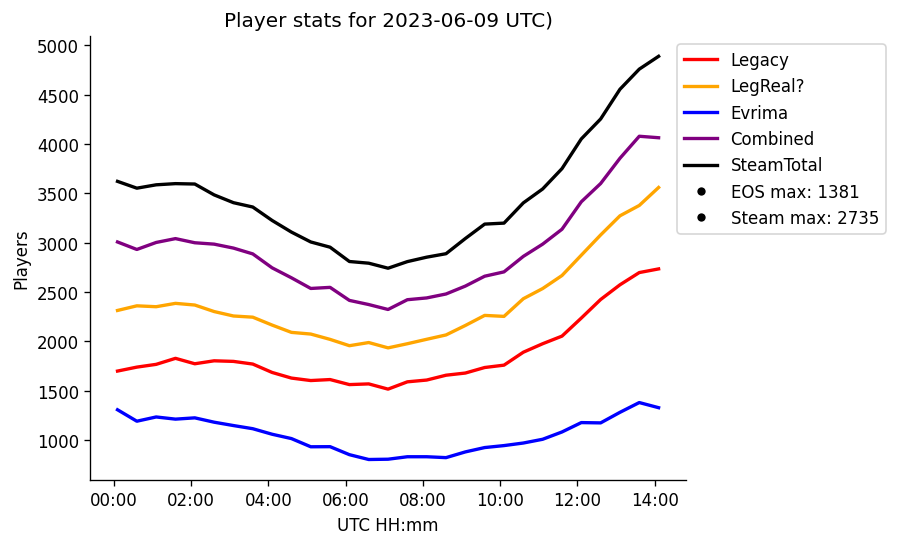 Player stats for 2023-06-09 UTC)
5000
4500
4000
3500
3000
2500
2000
1500
1000
Players
00:00 02:00 04:00 06:00 08:00 10:00 12:00 14:00
UTC HH:mm
Legacy
LegReal?
Evrima
Combined
SteamTotal
EOS max: 1381
Steam max: 2735